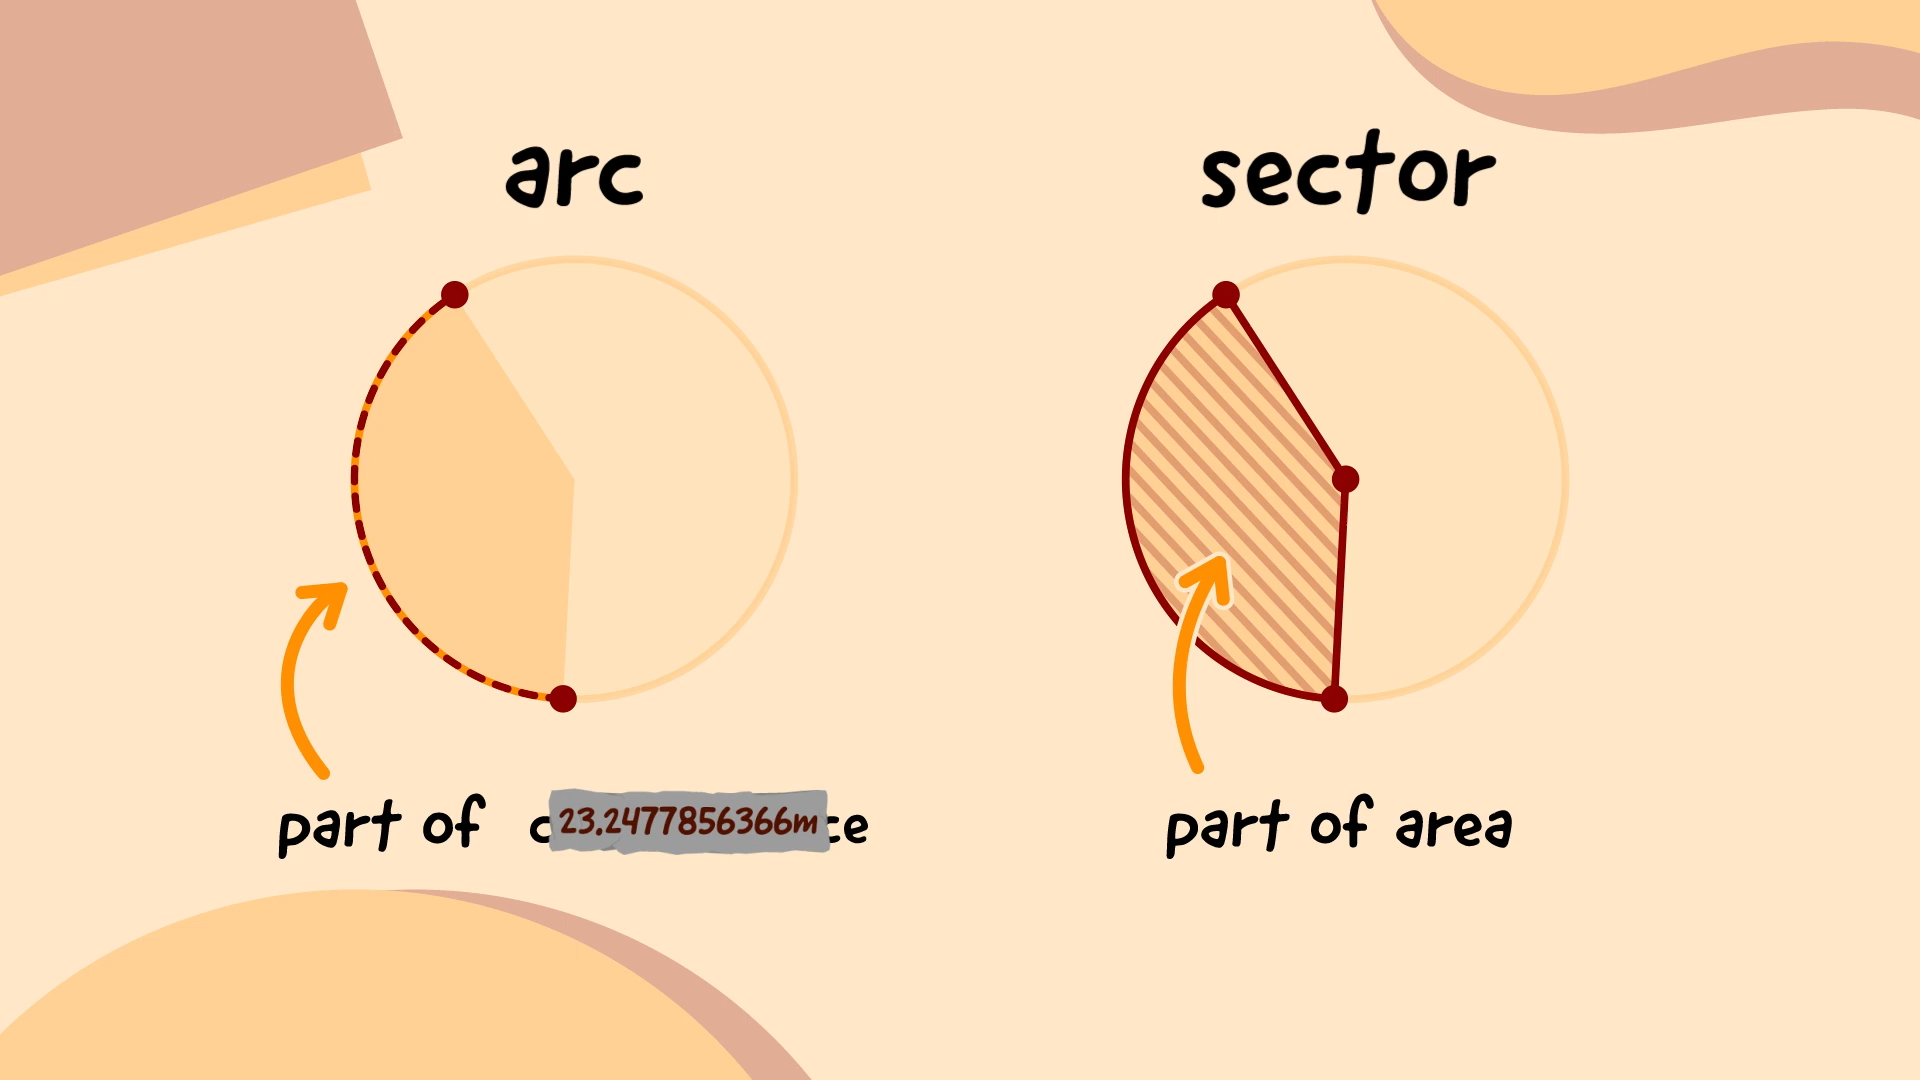 arc
sector
part of c 23.2477856366m ce
part of area